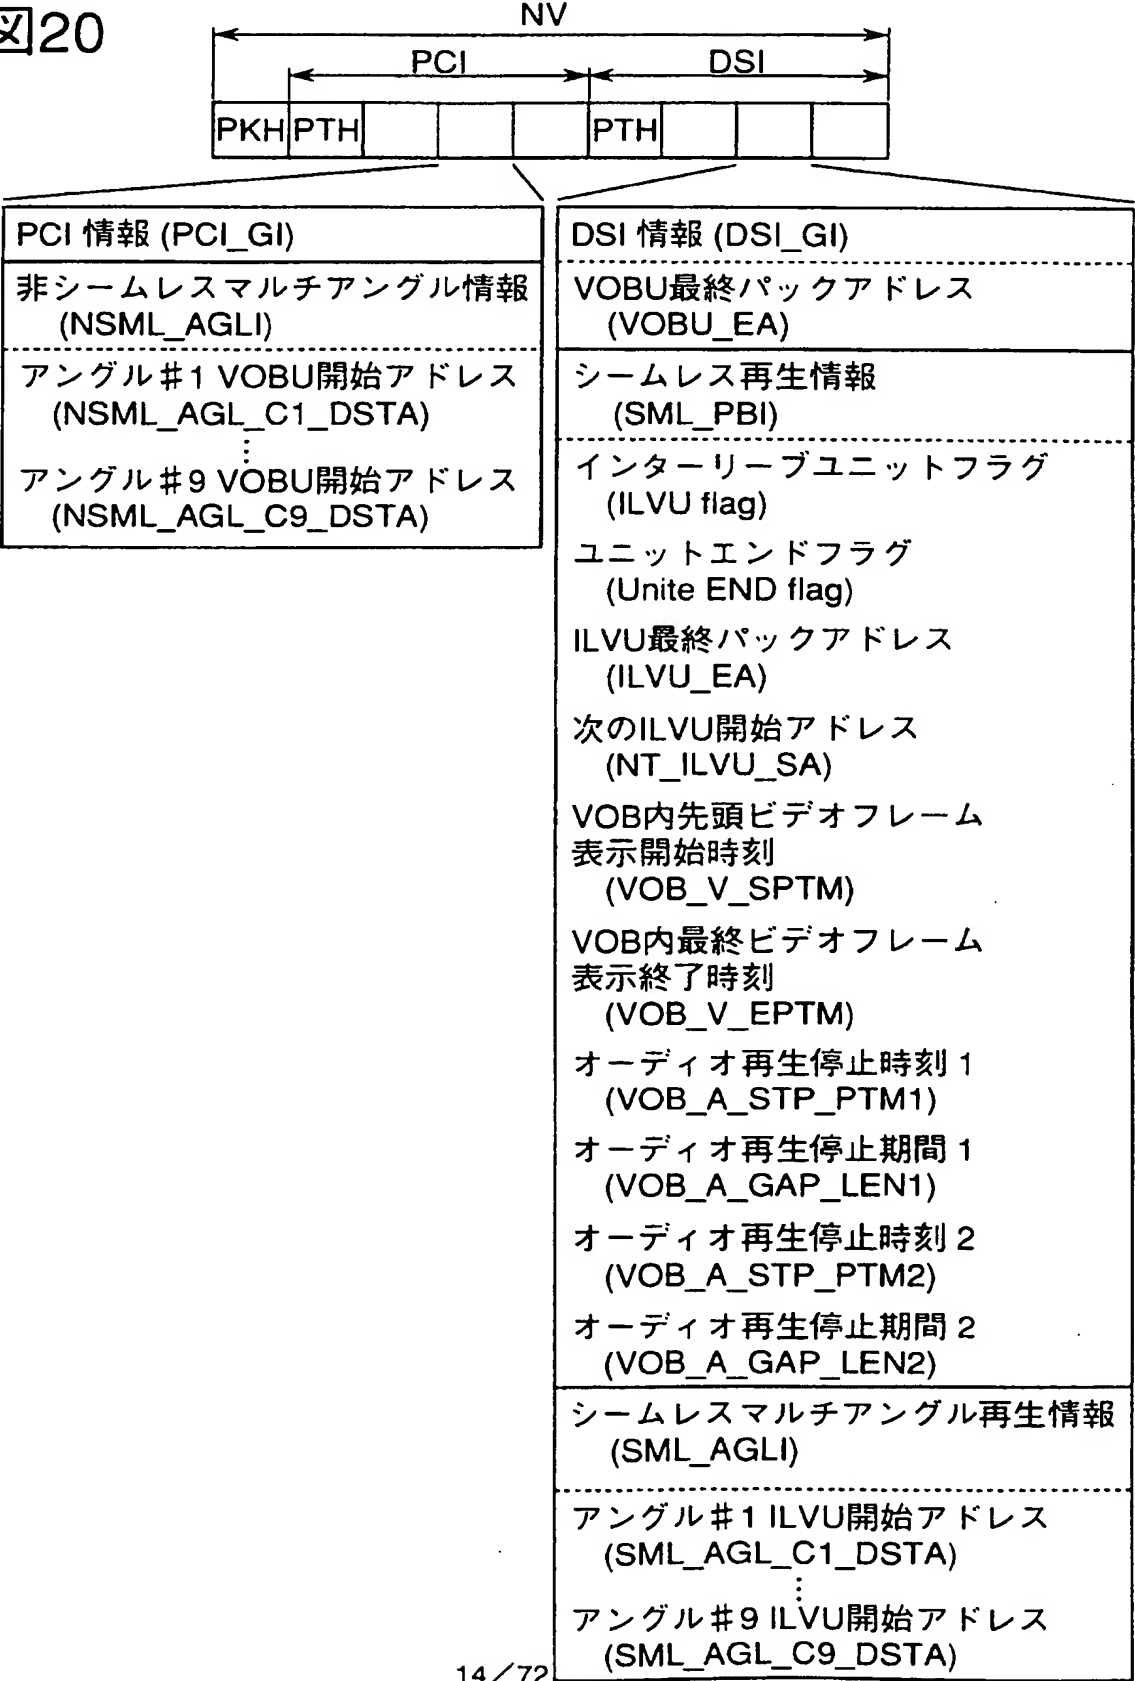 図20
NV
PCI
DSI
PKH PTH PTH
PCI 情報 (PCI_GI)
非シームレスマルチアングル情報
(NSML_AGLI)
アングル＃1 VOBU開始アドレス
(NSML_AGL_C1_DSTA)
⋮
アングル＃9 VOBU開始アドレス
(NSML_AGL_C9_DSTA)
DSI 情報 (DSI_GI)
VOBU最終パックアドレス
(VOBU_EA)
シームレス再生情報
(SML_PBI)
インターリーブユニットフラグ
(ILVU flag)
ユニットエンドフラグ
(Unite END flag)
ILVU最終パックアドレス
(ILVU_EA)
次のILVU開始アドレス
(NT_ILVU_SA)
VOB内先頭ビデオフレーム
表示開始時刻
(VOB_V_SPTM)
VOB内最終ビデオフレーム
表示終了時刻
(VOB_V_EPTM)
オーディオ再生停止時刻 1
(VOB_A_STP_PTM1)
オーディオ再生停止期間 1
(VOB_A_GAP_LEN1)
オーディオ再生停止時刻 2
(VOB_A_STP_PTM2)
オーディオ再生停止期間 2
(VOB_A_GAP_LEN2)
シームレスマルチアングル再生情報
(SML_AGLI)
アングル＃1 ILVU開始アドレス
(SML_AGL_C1_DSTA)
⋮
アングル＃9 ILVU開始アドレス
(SML_AGL_C9_DSTA)
14／72